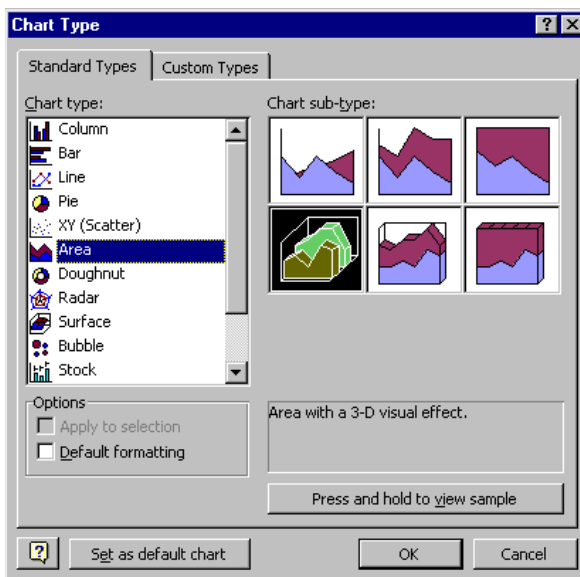 Chart Type
Standard Types
Custom Types
Chart type:
Column
Bar
Line
Pie
XY (Scatter)
Area
Doughnut
Radar
Surface
Bubble
Stock
Chart sub-type:
Options
Apply to selection
Default formatting
Area with a 3-D visual effect.
Press and hold to view sample
Set as default chart
OK
Cancel